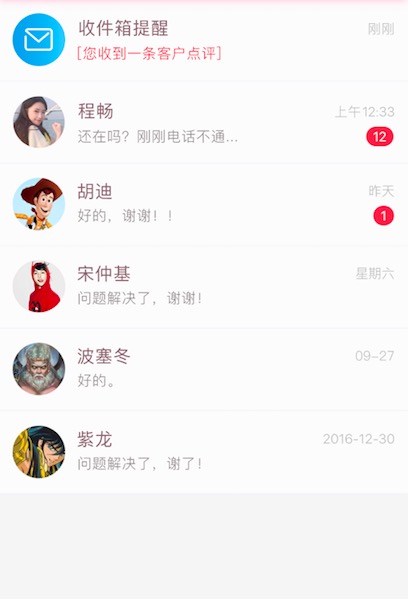 收件箱提醒
刚刚
[您收到一条客户点评]
程畅
上午12:33
还在吗？刚刚电话不通...
12
胡迪
昨天
好的，谢谢！！
1
宋仲基
星期六
问题解决了，谢谢！
波塞冬
09-27
好的。
紫龙
2016-12-30
问题解决了，谢了！